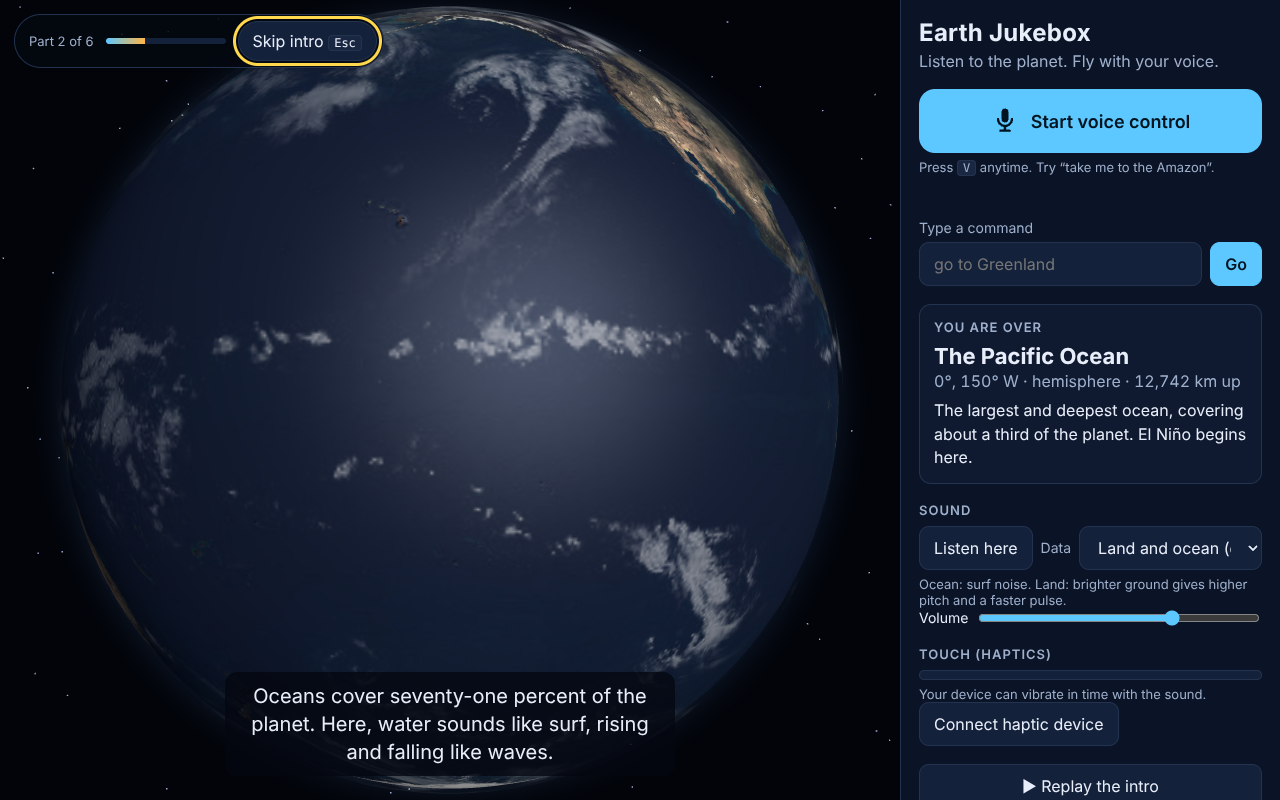 Part 2 of 6
Skip intro Esc
Earth Jukebox
Listen to the planet. Fly with your voice.
Start voice control
Press V anytime. Try “take me to the Amazon”.
Type a command
go to Greenland
Go
YOU ARE OVER
The Pacific Ocean
0°, 150° W · hemisphere · 12,742 km up
The largest and deepest ocean, covering
about a third of the planet. El Niño begins
here.
SOUND
Listen here
Data
Land and ocean (
Ocean: surf noise. Land: brighter ground gives higher
pitch and a faster pulse.
Volume
TOUCH (HAPTICS)
Your device can vibrate in time with the sound.
Connect haptic device
▶ Replay the intro
Oceans cover seventy-one percent of the
planet. Here, water sounds like surf, rising
and falling like waves.